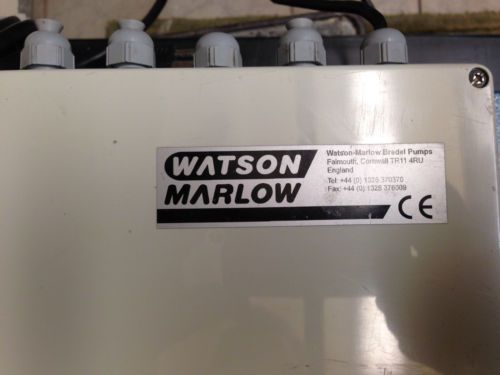 WATSON
MARLOW
Watson-Marlow Bredel Pumps
Falmouth, Cornwall TR11 4RU
England
Tel: +44 (0) 1326 370370
Fax: +44 (0) 1326 376009
CE